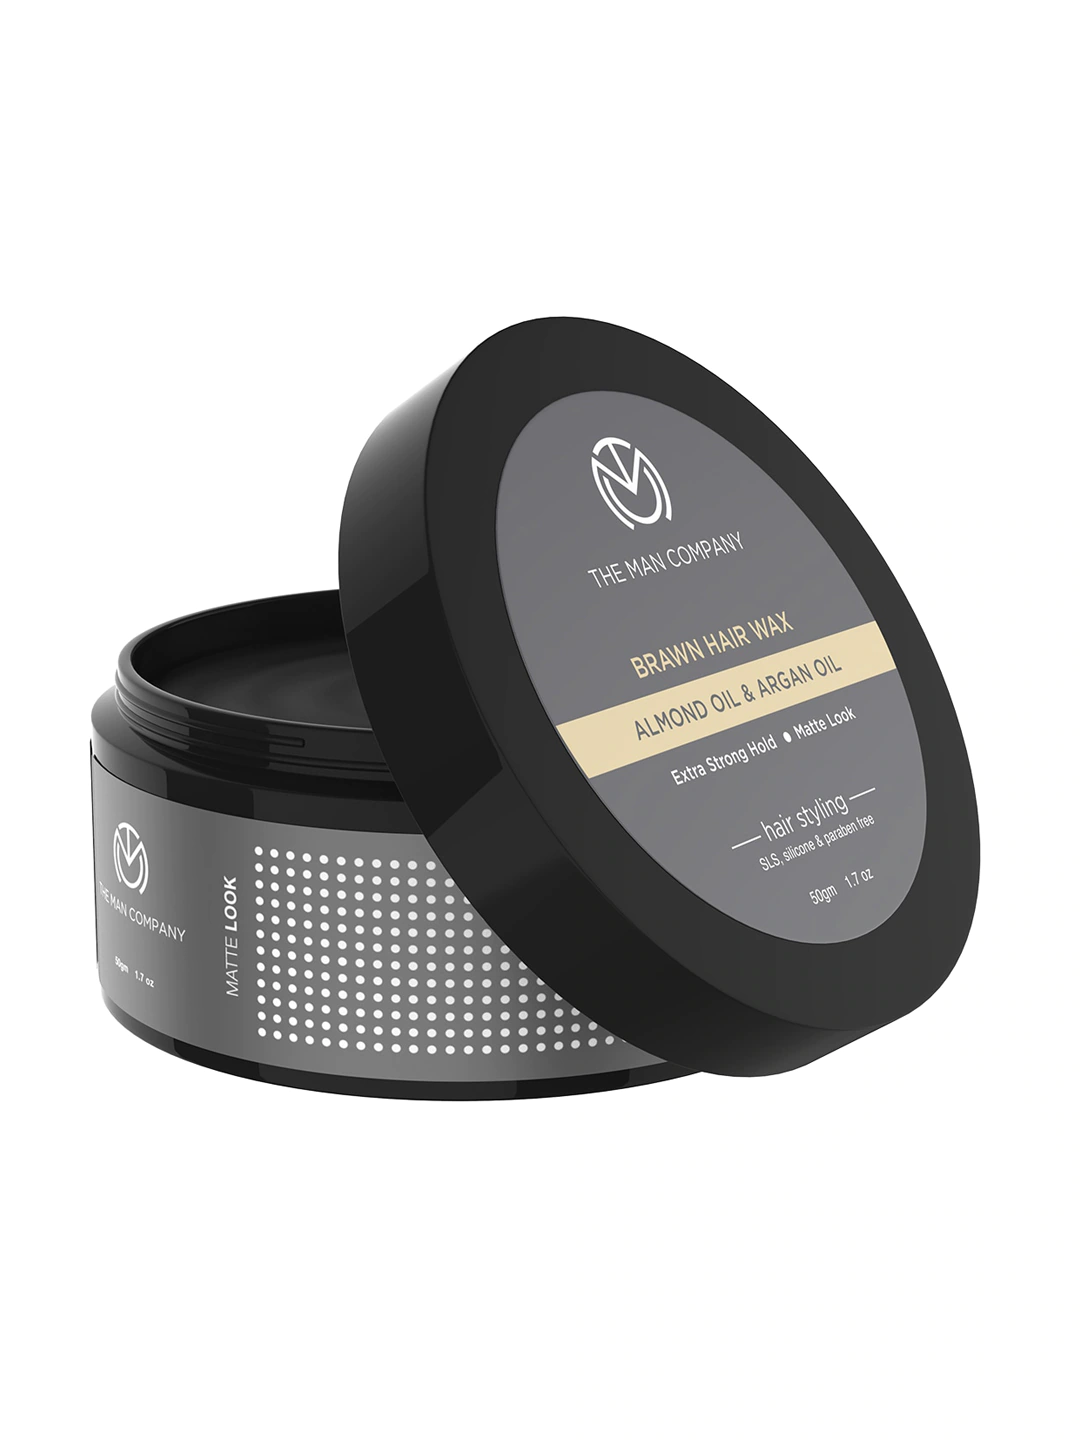 THE MAN COMPANY
BRAWN HAIR WAX
ALMOND OIL & ARGAN OIL
Extra Strong Hold ● Matte Look
hair styling
SLS, silicone & paraben free
50gm 1.7 oz
THE MAN COMPANY
50gm 1.7 oz
MATTE LOOK